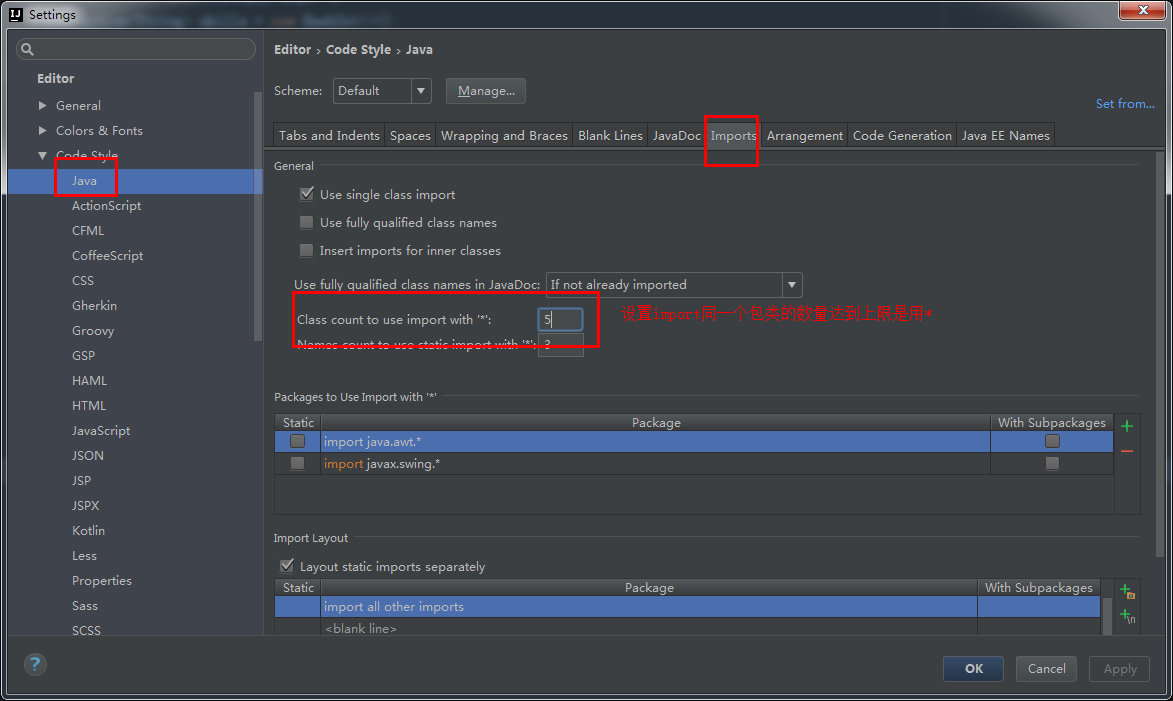 IJ Settings
Editor
General
Colors & Fonts
Code Style
Java
ActionScript
CFML
CoffeeScript
CSS
Gherkin
Groovy
GSP
HAML
HTML
JavaScript
JSON
JSP
JSPX
Kotlin
Less
Properties
Sass
SCSS
Editor › Code Style › Java
Scheme: Default Manage...
Set from...
Tabs and Indents Spaces Wrapping and Braces Blank Lines JavaDoc Imports Arrangement Code Generation Java EE Names
General
Use single class import
Use fully qualified class names
Insert imports for inner classes
Use fully qualified class names in JavaDoc: If not already imported
Class count to use import with '*': 5
设置import同一个包类的数量达到上限是用*
Names count to use static import with '*': 3
Packages to Use Import with '*'
Static Package With Subpackages
import java.awt.*
import javax.swing.*
Import Layout
Layout static imports separately
Static Package With Subpackages
import all other imports
<blank line>
? OK Cancel Apply